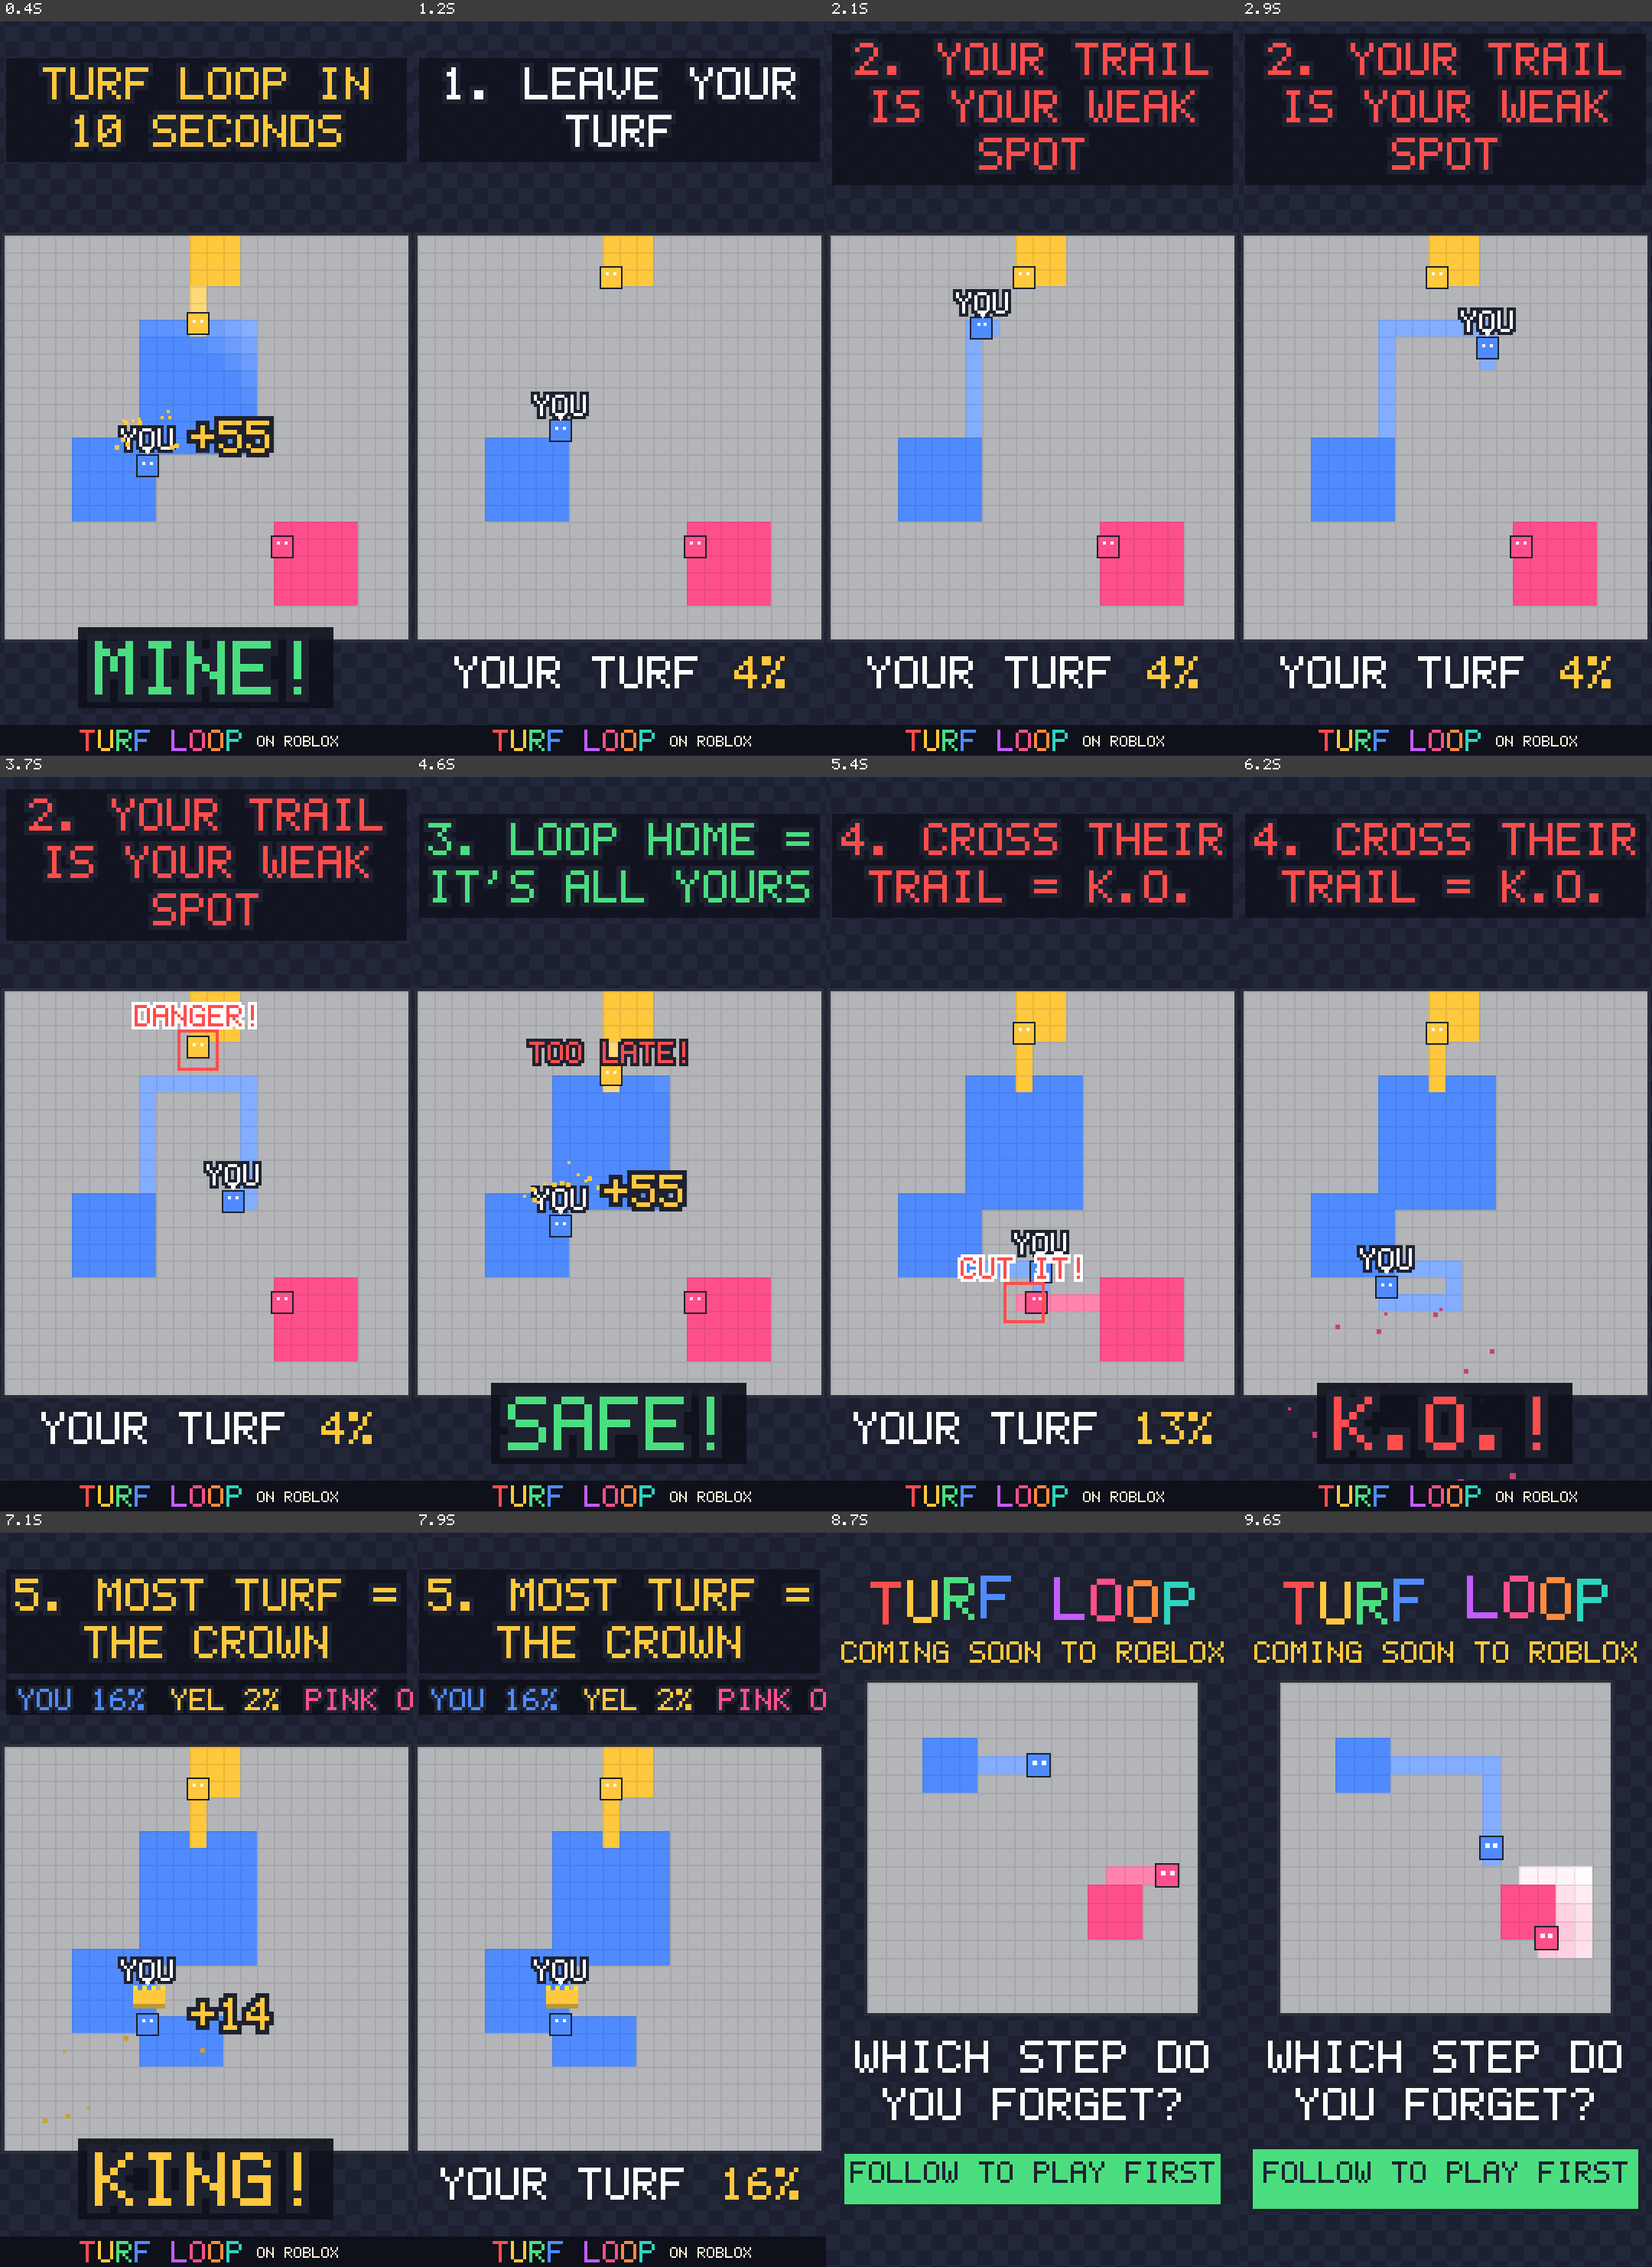 0.4S
TURF LOOP IN
10 SECONDS
YOU +55
MINE!
TURF LOOP ON ROBLOX
1.2S
1. LEAVE YOUR
TURF
YOU
YOUR TURF 4%
TURF LOOP ON ROBLOX
2.1S
2. YOUR TRAIL
IS YOUR WEAK
SPOT
YOU
YOUR TURF 4%
TURF LOOP ON ROBLOX
2.9S
2. YOUR TRAIL
IS YOUR WEAK
SPOT
YOU
YOUR TURF 4%
TURF LOOP ON ROBLOX
3.7S
2. YOUR TRAIL
IS YOUR WEAK
SPOT
DANGER!
YOU
YOUR TURF 4%
TURF LOOP ON ROBLOX
4.6S
3. LOOP HOME =
IT'S ALL YOURS
TOO LATE!
YOU +55
SAFE!
TURF LOOP ON ROBLOX
5.4S
4. CROSS THEIR
TRAIL = K.O.
YOU
CUT IT!
YOUR TURF 13%
TURF LOOP ON ROBLOX
6.2S
4. CROSS THEIR
TRAIL = K.O.
YOU
K.O.!
TURF LOOP ON ROBLOX
7.1S
5. MOST TURF =
THE CROWN
YOU 16% YEL 2% PINK 0
YOU
+14
KING!
TURF LOOP ON ROBLOX
7.9S
5. MOST TURF =
THE CROWN
YOU 16% YEL 2% PINK 0
YOU
YOUR TURF 16%
TURF LOOP ON ROBLOX
8.7S
TURF LOOP
COMING SOON TO ROBLOX
WHICH STEP DO
YOU FORGET?
FOLLOW TO PLAY FIRST
9.6S
TURF LOOP
COMING SOON TO ROBLOX
WHICH STEP DO
YOU FORGET?
FOLLOW TO PLAY FIRST